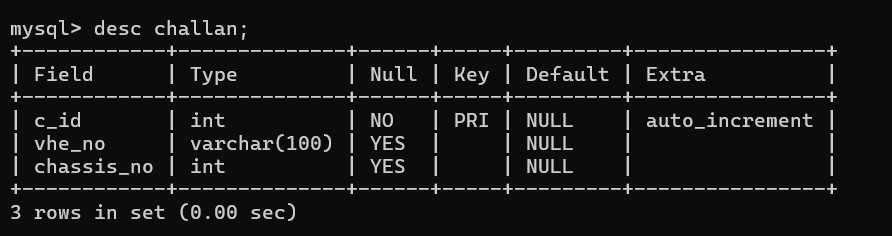 mysql> desc challan;
+------------+--------------+------+-----+---------+----------------+
| Field      | Type         | Null | Key | Default | Extra          |
+------------+--------------+------+-----+---------+----------------+
| c_id       | int          | NO   | PRI | NULL    | auto_increment |
| vhe_no     | varchar(100) | YES  |     | NULL    |                |
| chassis_no | int          | YES  |     | NULL    |                |
+------------+--------------+------+-----+---------+----------------+
3 rows in set (0.00 sec)